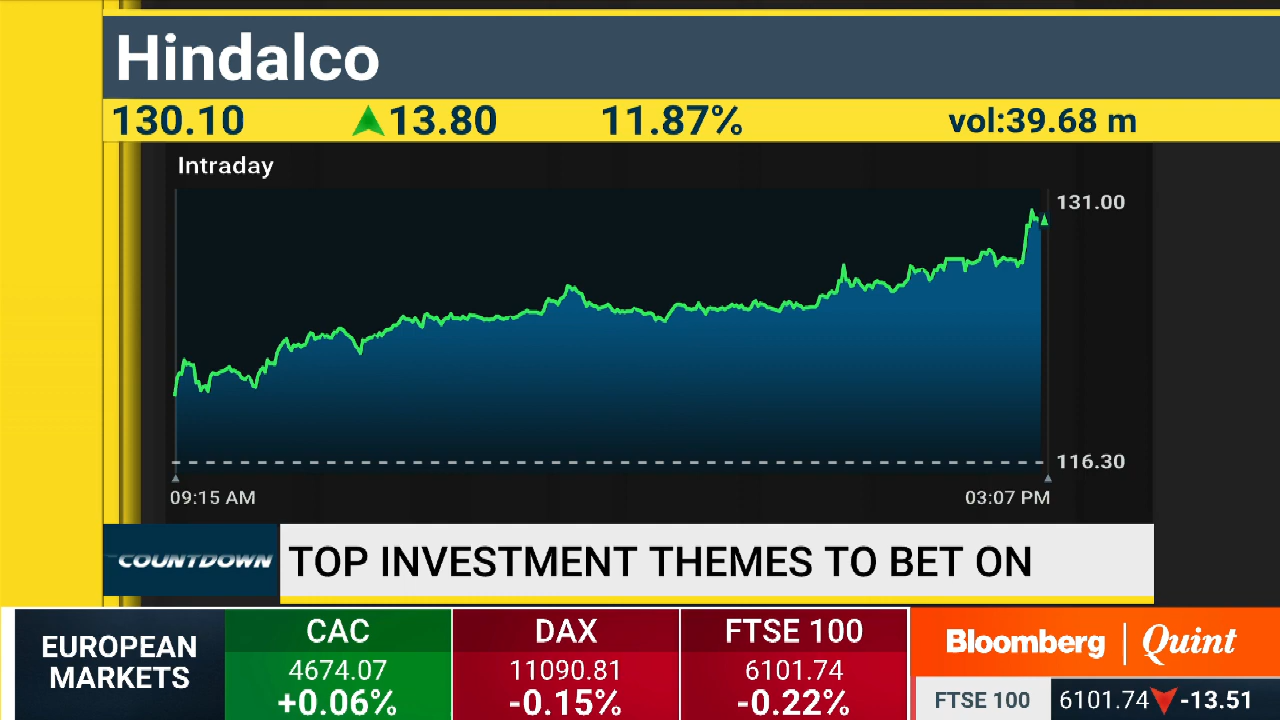 Hindalco
130.10 13.80 11.87% vol:39.68 m
Intraday
131.00
116.30
09:15 AM 03:07 PM
COUNTDOWN TOP INVESTMENT THEMES TO BET ON
EUROPEAN
MARKETS
CAC
4674.07
+0.06%
DAX
11090.81
-0.15%
FTSE 100
6101.74
-0.22%
Bloomberg | Quint
FTSE 100 6101.74 -13.51